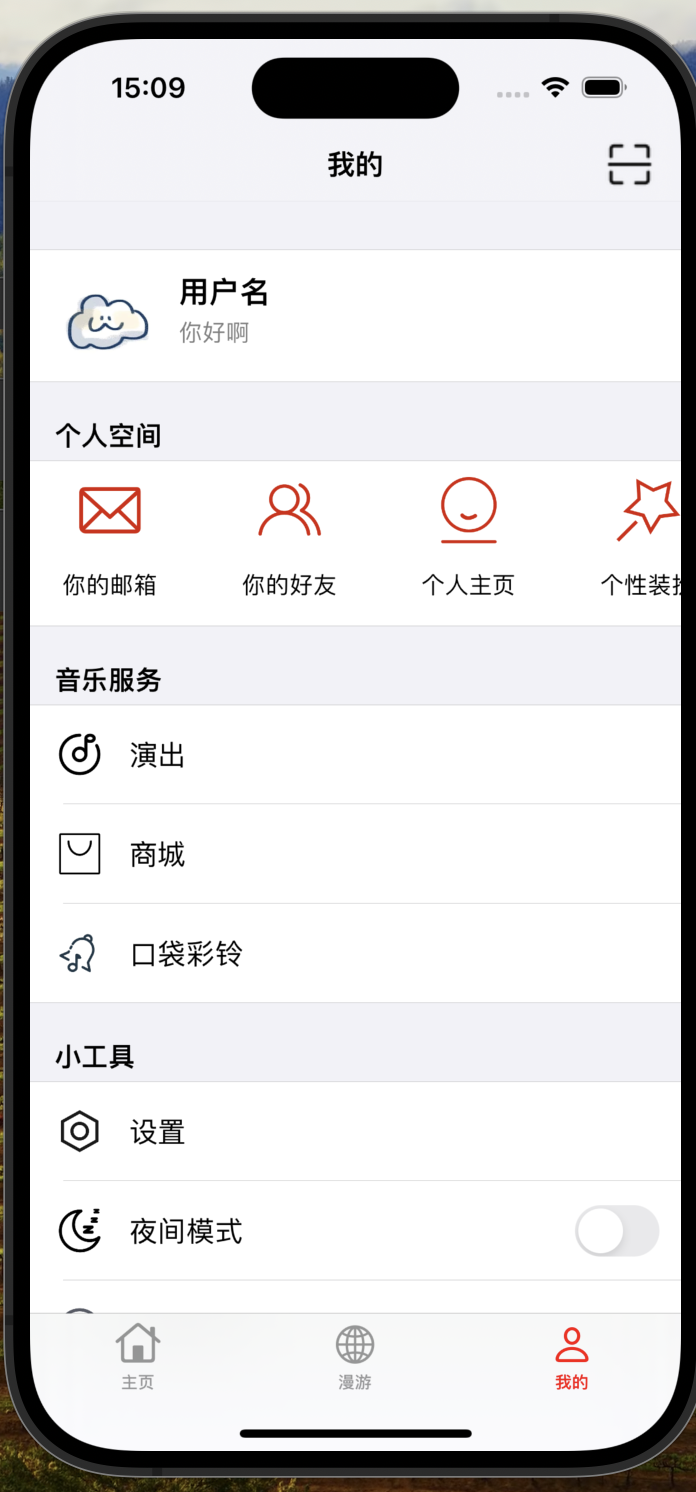 15:09
我的
用户名
你好啊
个人空间
你的邮箱
你的好友
个人主页
个性装扮
音乐服务
演出
商城
口袋彩铃
小工具
设置
夜间模式
主页
漫游
我的